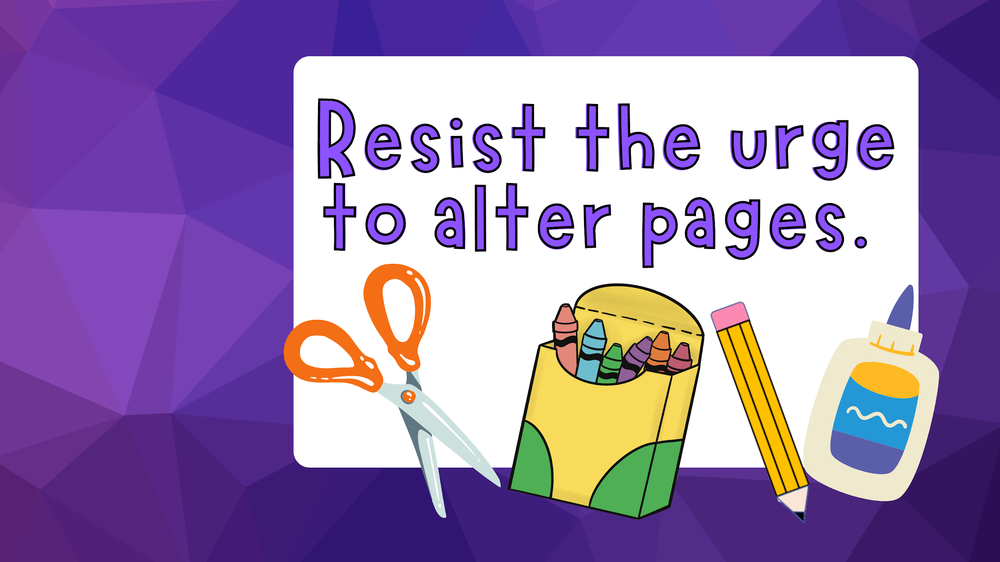 Resist the urge
to alter pages.